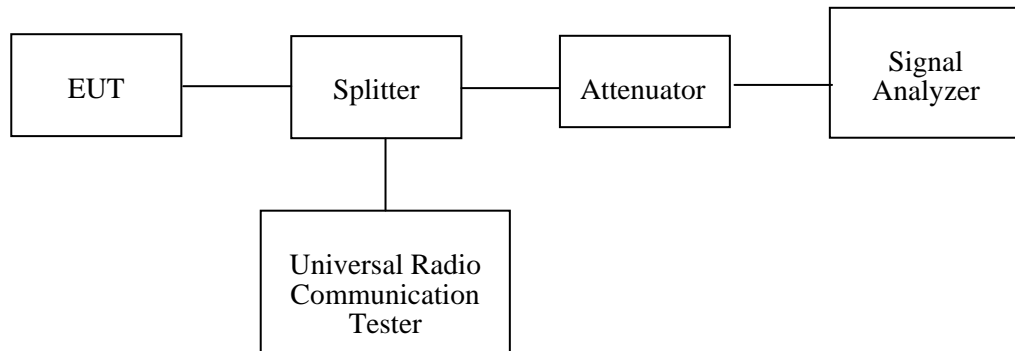 EUT
Splitter
Attenuator
Signal
Analyzer
Universal Radio
Communication
Tester